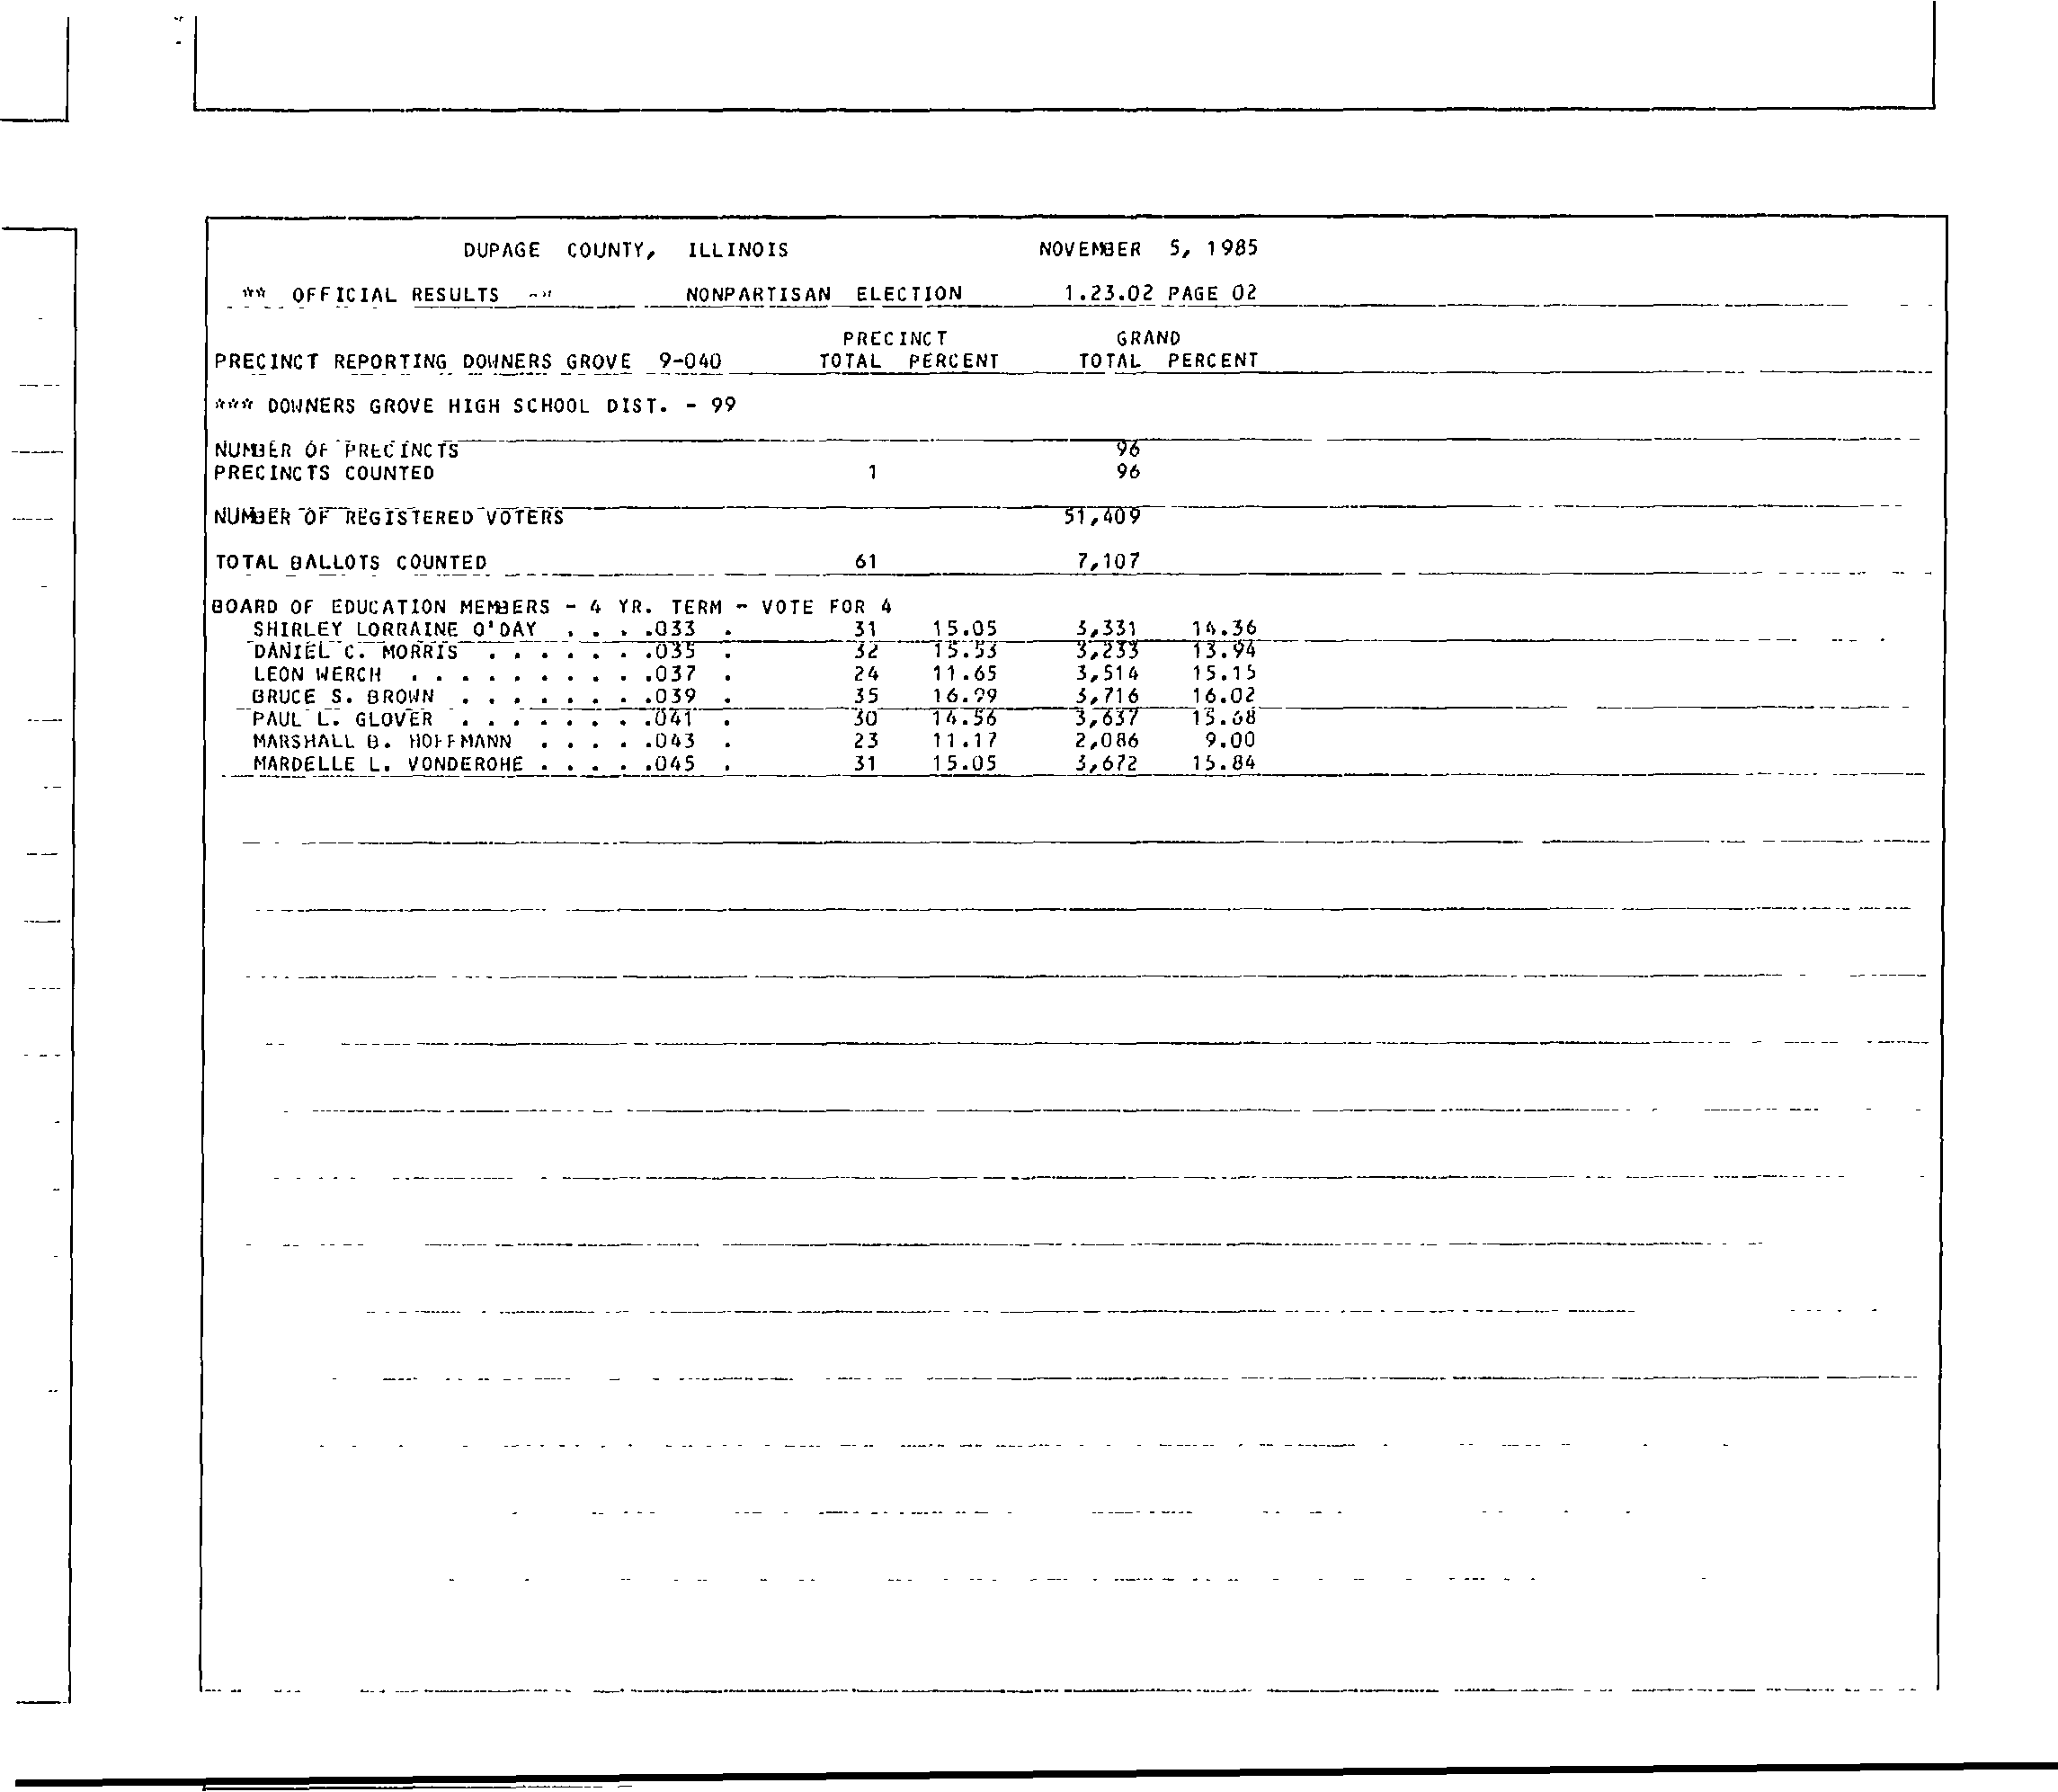 DUPAGE COUNTY, ILLINOIS NOVEMBER 5, 1985
** OFFICIAL RESULTS ** NONPARTISAN ELECTION 1.23.02 PAGE 02
PRECINCT GRAND
PRECINCT REPORTING DOWNERS GROVE 9-040 TOTAL PERCENT TOTAL PERCENT
*** DOWNERS GROVE HIGH SCHOOL DIST. - 99
NUMBER OF PRECINCTS 96
PRECINCTS COUNTED 1 96
NUMBER OF REGISTERED VOTERS 51,409
TOTAL BALLOTS COUNTED 61 7,107
BOARD OF EDUCATION MEMBERS - 4 YR. TERM - VOTE FOR 4
SHIRLEY LORRAINE O'DAY . . . .033 . 31 15.05 3,331 14.36
DANIEL C. MORRIS . . . . . . .035 . 32 15.53 3,233 13.94
LEON WERCH . . . . . . . . . .037 . 24 11.65 3,514 15.15
BRUCE S. BROWN . . . . . . . .039 . 35 16.99 3,716 16.02
PAUL L. GLOVER . . . . . . . .041 . 30 14.56 3,637 15.68
MARSHALL B. HOFFMANN . . . . .043 . 23 11.17 2,086 9.00
MARDELLE L. VONDEROHE . . . . .045 . 31 15.05 3,672 15.84